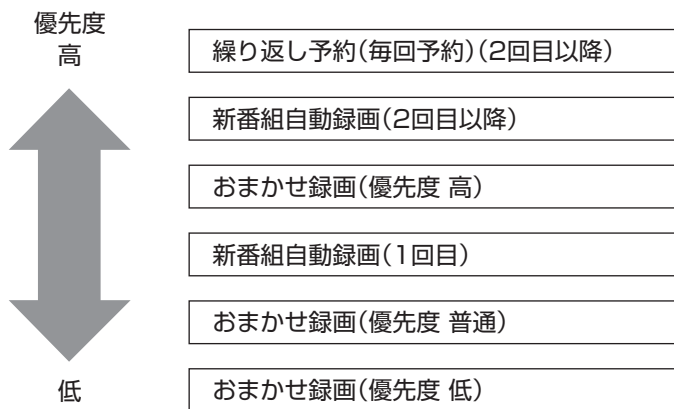 優先度
高
繰り返し予約(毎回予約)(2回目以降)
新番組自動録画(2回目以降)
おまかせ録画(優先度 高)
新番組自動録画(1回目)
おまかせ録画(優先度 普通)
低
おまかせ録画(優先度 低)